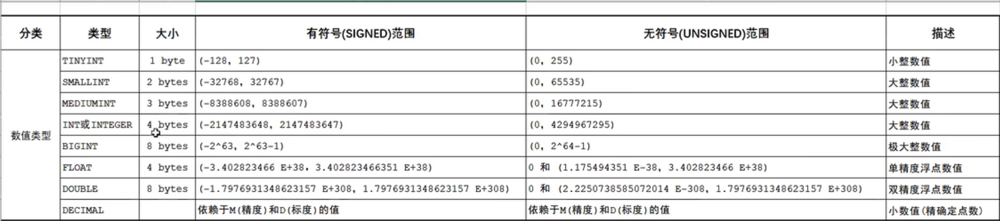 分类 类型 大小 有符号(SIGNED)范围 无符号(UNSIGNED)范围 描述
数值类型
TINYINT 1 byte (-128, 127) (0, 255) 小整数值
SMALLINT 2 bytes (-32768, 32767) (0, 65535) 大整数值
MEDIUMINT 3 bytes (-8388608, 8388607) (0, 16777215) 大整数值
INT或INTEGER 4 bytes (-2147483648, 2147483647) (0, 4294967295) 大整数值
BIGINT 8 bytes (-2^63, 2^63-1) (0, 2^64-1) 极大整数值
FLOAT 4 bytes (-3.402823466 E+38, 3.402823466351 E+38) 0 和 (1.175494351 E-38, 3.402823466 E+38) 单精度浮点数值
DOUBLE 8 bytes (-1.7976931348623157 E+308, 1.7976931348623157 E+308) 0 和 (2.2250738585072014 E-308, 1.7976931348623157 E+308) 双精度浮点数值
DECIMAL 依赖于M(精度)和D(标度)的值 依赖于M(精度)和D(标度)的值 小数值(精确定点数)